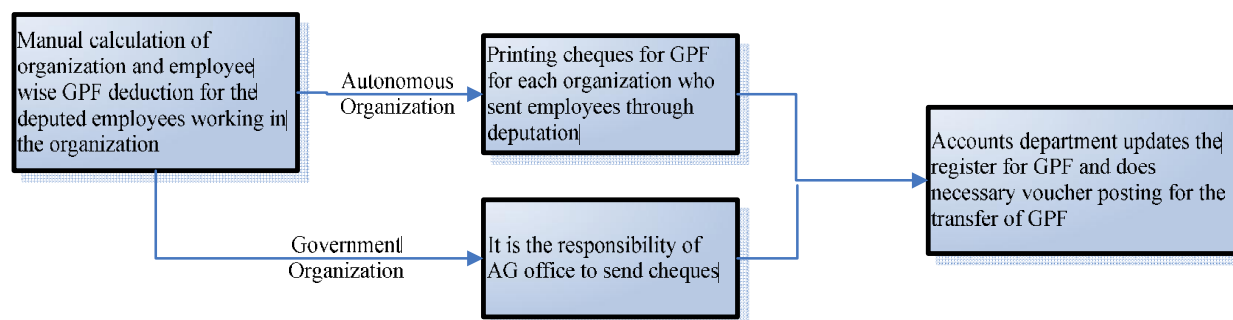 Manual calculation of
organization and employee
wise GPF deduction for the
deputed employees working in
the organization
Autonomous
Organization
Printing cheques for GPF
for each organization who
sent employees through
deputation
Government
Organization
It is the responsibility of
AG office to send cheques
Accounts department updates the
register for GPF and does
necessary voucher posting for the
transfer of GPF